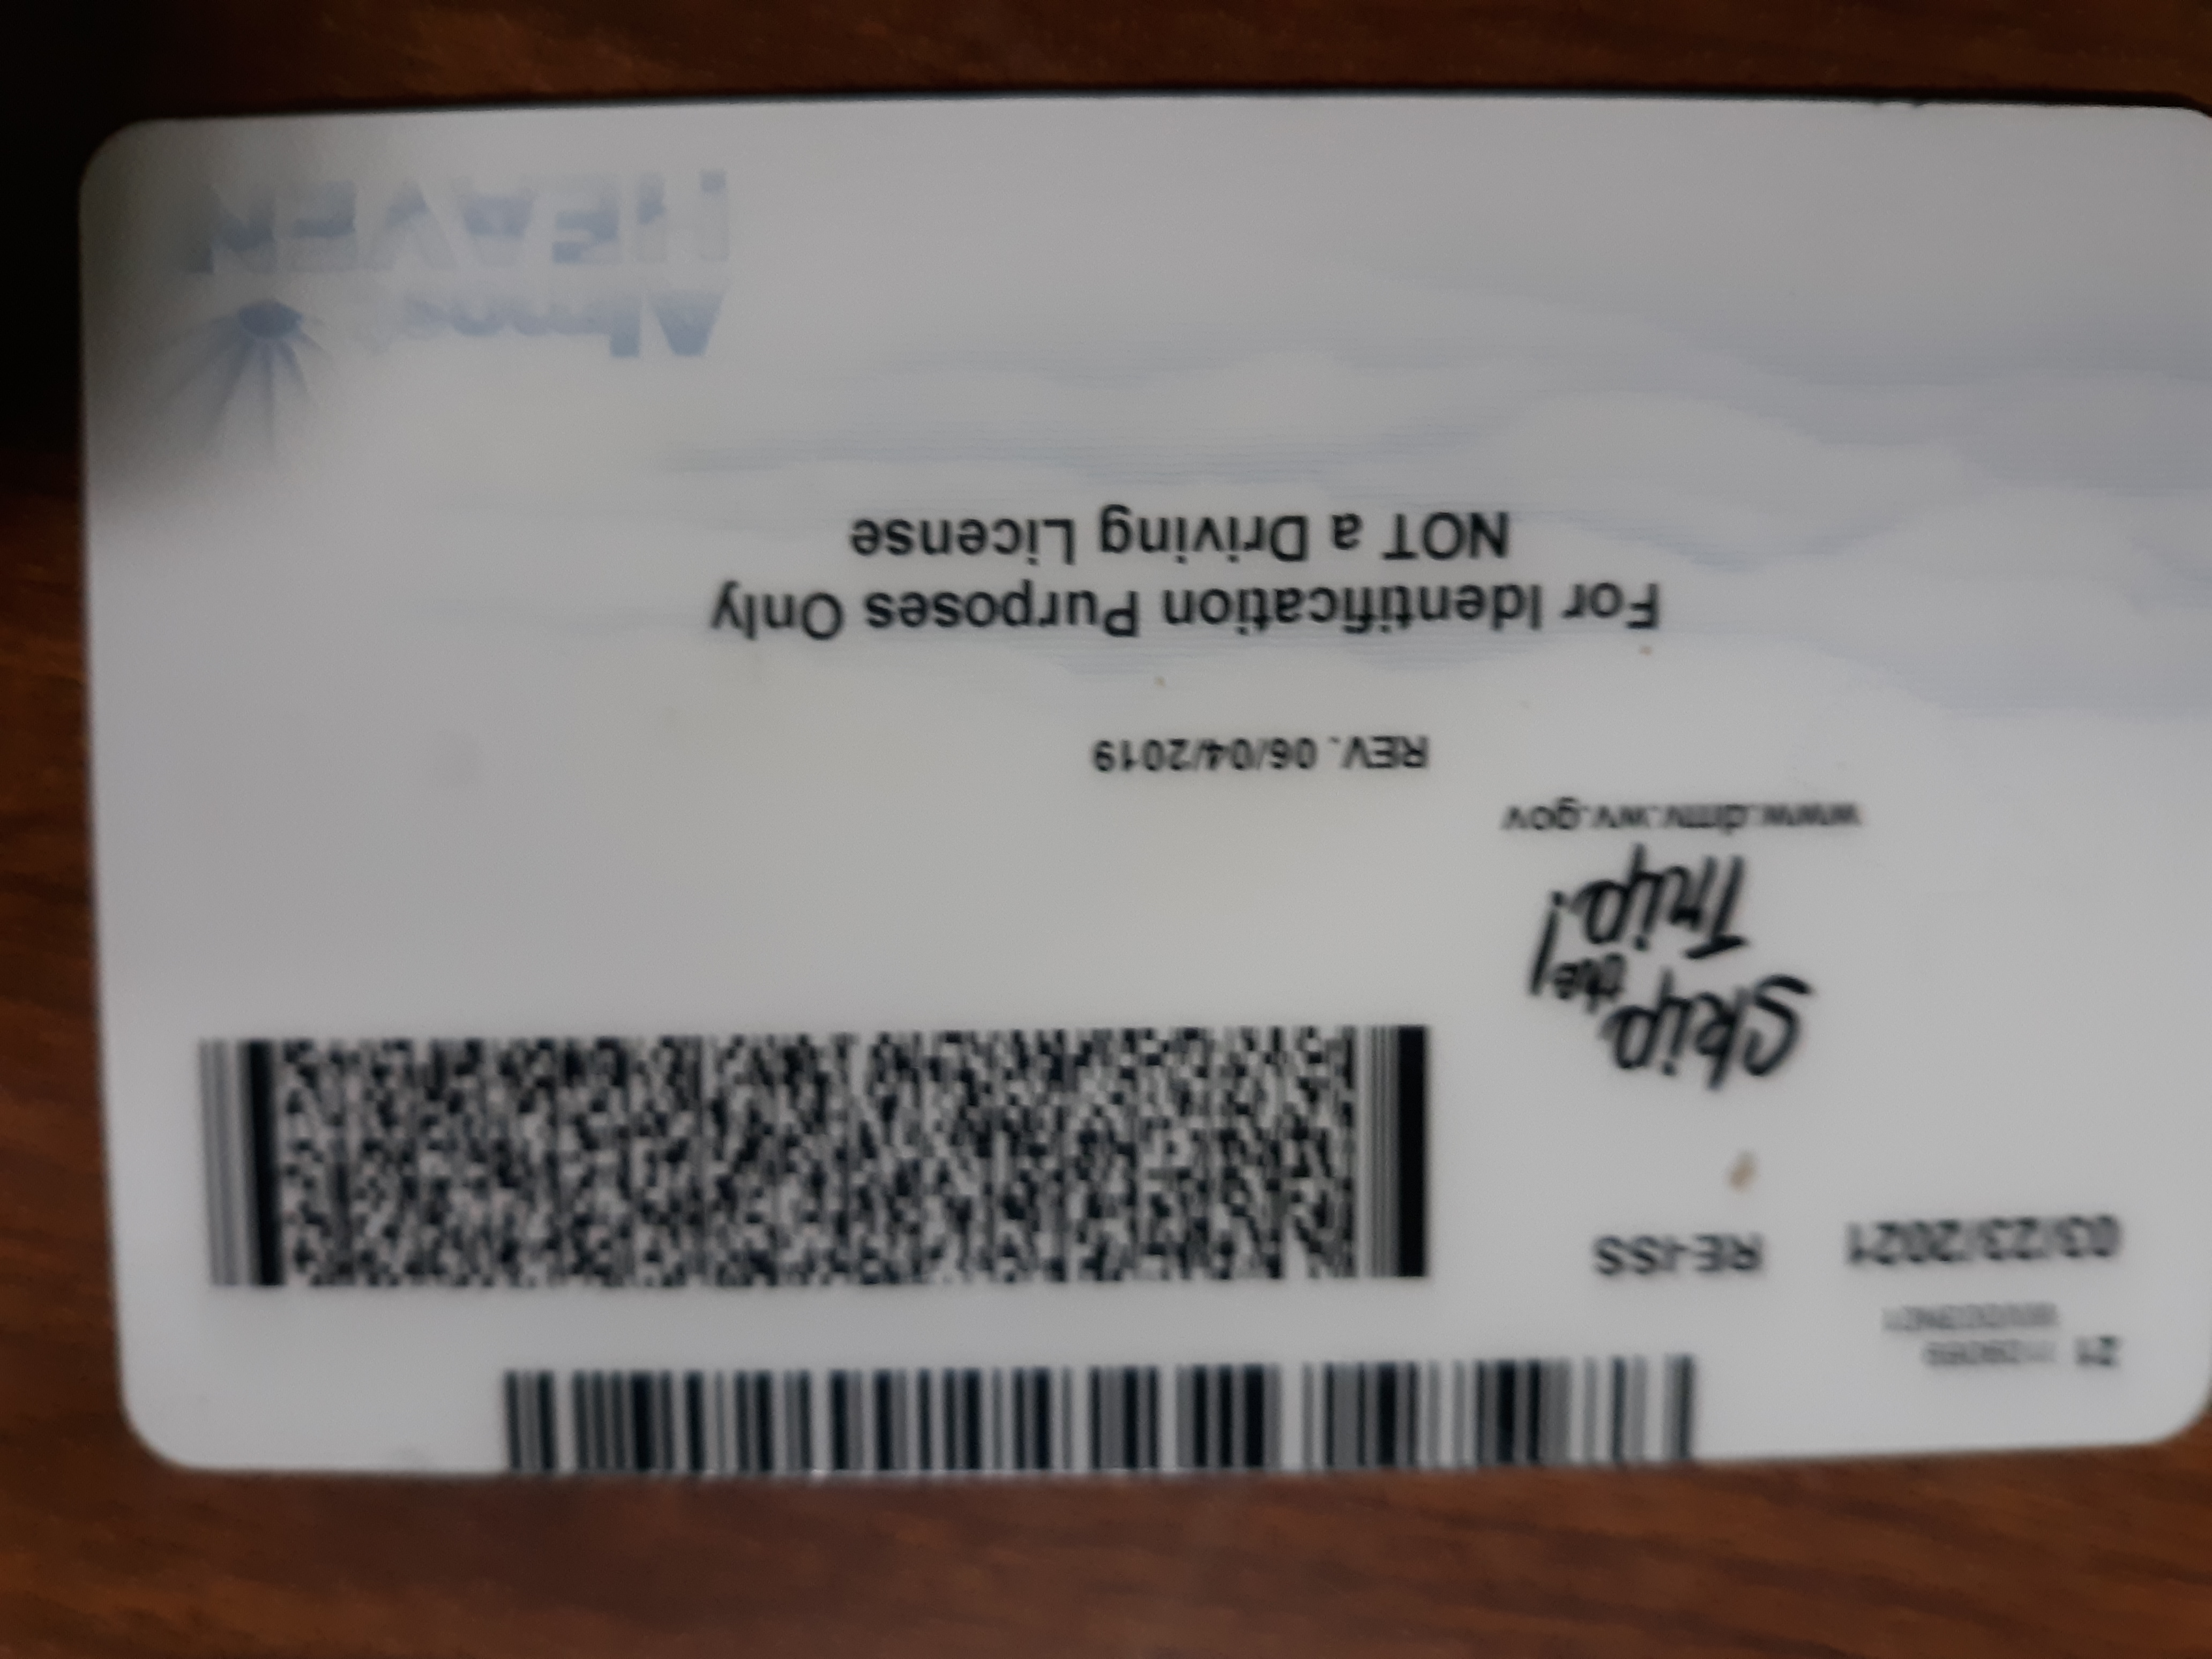 03/23/2021 RE-ISS
Skip the
Trip!
www.dmv.wv.gov
REV. 06/04/2019
For Identification Purposes Only
NOT a Driving License
Almost
HEAVEN